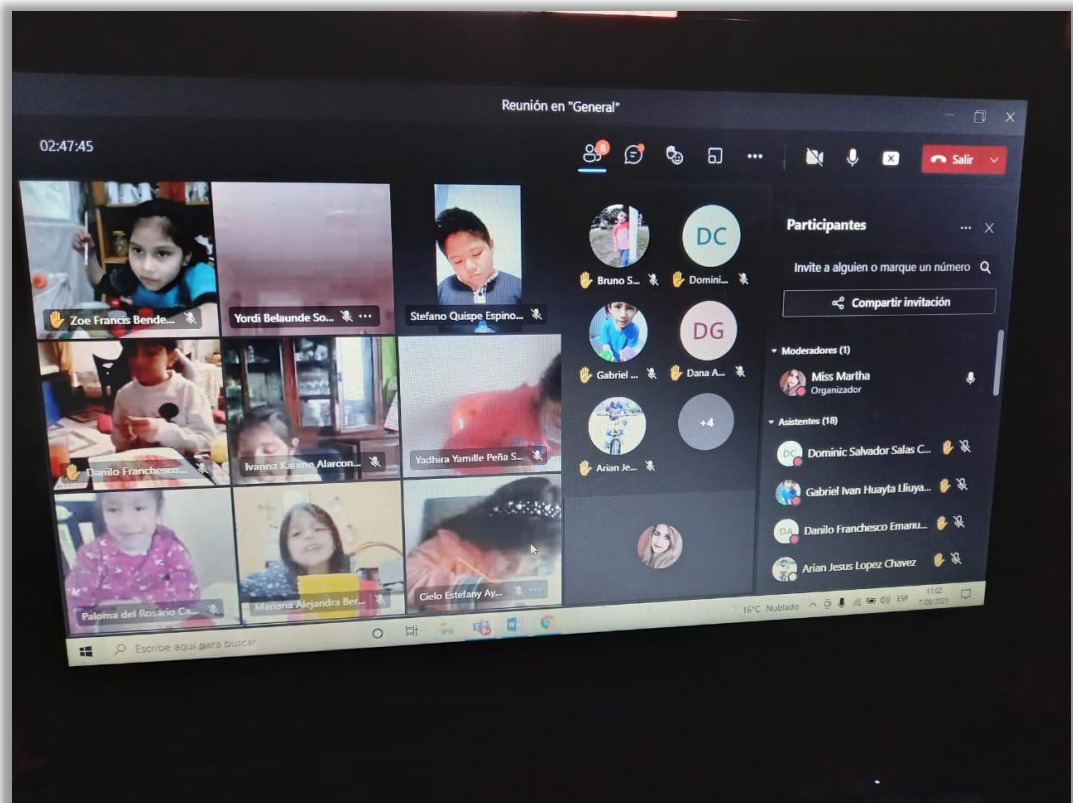 Reunión en "General"
02:47:45
8
Salir
Zoe Francis Bende...
Yordi Belaunde So...
Stefano Quispe Espino...
Bruno S...
DC
Domini...
Danilo Franchesco...
Ivanna Karime Alarcon...
Yadhira Yamille Peña S...
Gabriel ...
DG
Dana A...
Arian Je...
+4
Paloma del Rosario Ca...
Mariana Alejandra Ber...
Cielo Estefany Ay...
Participantes
Invite a alguien o marque un número
Compartir invitación
Moderadores (1)
Miss Martha
Organizador
Asistentes (18)
DC
Dominic Salvador Salas C...
Gabriel Ivan Huayta Lliuya...
DA
Danilo Franchesco Emanu...
Arian Jesus Lopez Chavez
Escribe aquí para buscar
16°C Nublado
ESP
11:02
7/09/2021